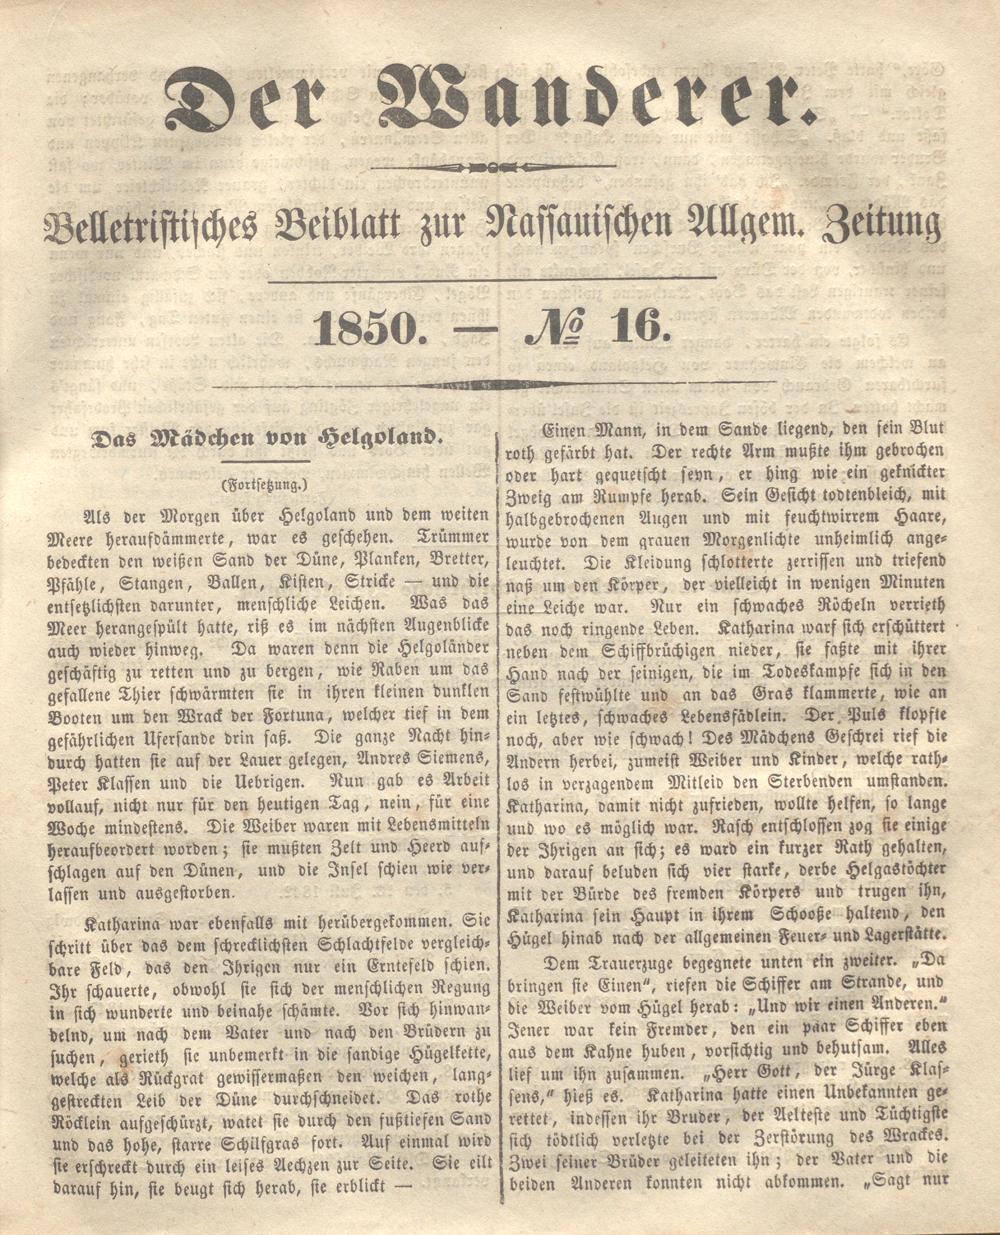 Der Wanderer.
Belletristisches Beiblatt zur Nassauischen Allgem. Zeitung
1850. — № 16.
Das Mädchen von Helgoland.
(Fortsetzung.)
Als der Morgen über Helgoland und dem weiten
Meere heraufdämmerte, war es geschehen. Trümmer
bedeckten den weißen Sand der Düne, Planken, Bretter,
Pfähle, Stangen, Ballen, Kisten, Stricke — und die
entsetzlichsten darunter, menschliche Leichen. Was das
Meer herangespült hatte, riß es im nächsten Augenblicke
auch wieder hinweg. Da waren denn die Helgoländer
geschäftig zu retten und zu bergen, wie Raben um das
gefallene Thier schwärmten sie in ihren kleinen dunklen
Booten um den Wrack der Fortuna, welcher tief in dem
gefährlichen Ufersande drin saß. Die ganze Nacht hin-
durch hatten sie auf der Lauer gelegen, Andres Siemens,
Peter Klassen und die Uebrigen. Nun gab es Arbeit
vollauf, nicht nur für den heutigen Tag, nein, für eine
Woche mindestens. Die Weiber waren mit Lebensmitteln
heraufbeordert worden; sie mußten Zelt und Heerd auf-
schlagen auf den Dünen, und die Insel schien wie ver-
lassen und ausgestorben.
Katharina war ebenfalls mit herübergekommen. Sie
schritt über das dem schrecklichsten Schlachtfelde vergleich-
bare Feld, das den Ihrigen nur ein Erntefeld schien.
Ihr schauerte, obwohl sie sich der menschlichen Regung
in sich wunderte und beinahe schämte. Vor sich hinwan-
delnd, um nach dem Vater und nach den Brüdern zu
suchen, gerieth sie unbemerkt in die sandige Hügelkette,
welche als Rückgrat gewissermaßen den weichen, lang-
gestreckten Leib der Düne durchschneidet. Das rothe
Röcklein aufgeschürzt, watet sie durch den fußtiefen Sand
und das hohe, starre Schilfgras fort. Auf einmal wird
sie erschreckt durch ein leises Aechzen zur Seite. Sie eilt
darauf hin, sie beugt sich herab, sie erblickt —
Einen Mann, in dem Sande liegend, den sein Blut
roth gefärbt hat. Der rechte Arm mußte ihm gebrochen
oder hart gequetscht seyn, er hing wie ein geknickter
Zweig am Rumpfe herab. Sein Gesicht todtenbleich, mit
halbgebrochenen Augen und mit feuchtwirrem Haare,
wurde von dem grauen Morgenlichte unheimlich ange-
leuchtet. Die Kleidung schlotterte zerrissen und triefend
naß um den Körper, der vielleicht in wenigen Minuten
eine Leiche war. Nur ein schwaches Röcheln verrieth
das noch ringende Leben. Katharina warf sich erschüttert
neben dem Schiffbrüchigen nieder, sie faßte mit ihrer
Hand nach der seinigen, die im Todeskampfe sich in den
Sand festwühlte und an das Gras klammerte, wie an
ein letztes, schwaches Lebensfädlein. Der Puls klopfte
noch, aber wie schwach! Des Mädchens Geschrei rief die
Andern herbei, zumeist Weiber und Kinder, welche rath-
los in verzagendem Mitleid den Sterbenden umstanden.
Katharina, damit nicht zufrieden, wollte helfen, so lange
und wo es möglich war. Rasch entschlossen zog sie einige
der Ihrigen an sich; es ward ein kurzer Rath gehalten,
und darauf beluden sich vier starke, derbe Helgastöchter
mit der Bürde des fremden Körpers und trugen ihn,
Katharina sein Haupt in ihrem Schooße haltend, den
Hügel hinab nach der allgemeinen Feuer- und Lagerstätte.
Dem Trauerzuge begegnete unten ein zweiter. „Da
bringen sie Einen“, riefen die Schiffer am Strande, und
die Weiber vom Hügel herab: „Und wir einen Anderen.“
Jener war kein Fremder, den ein paar Schiffer eben
aus dem Kahne huben, vorsichtig und behutsam. Alles
lief um ihn zusammen. „Herr Gott, der Jürge Klas-
sens,“ hieß es. Katharina hatte einen Unbekannten ge-
rettet, indessen ihr Bruder, der Aelteste und Tüchtigste
sich tödtlich verletzte bei der Zerstörung des Wrackes.
Zwei seiner Brüder geleiteten ihn; der Vater und die
beiden Anderen konnten nicht abkommen. „Sagt nur